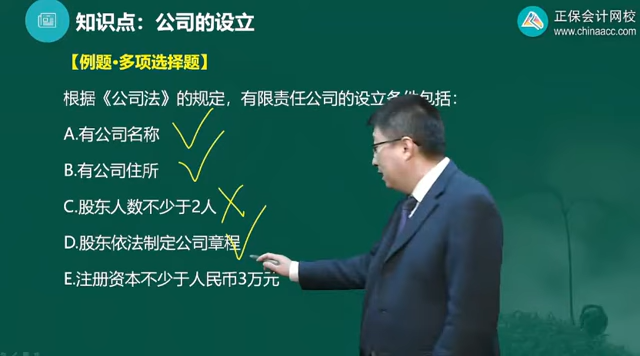 知识点：公司的设立
正保会计网校
www.chinaacc.com
【例题·多项选择题】
根据《公司法》的规定，有限责任公司的设立条件包括：
A.有公司名称
B.有公司住所
C.股东人数不少于2人
D.股东依法制定公司章程
E.注册资本不少于人民币3万元